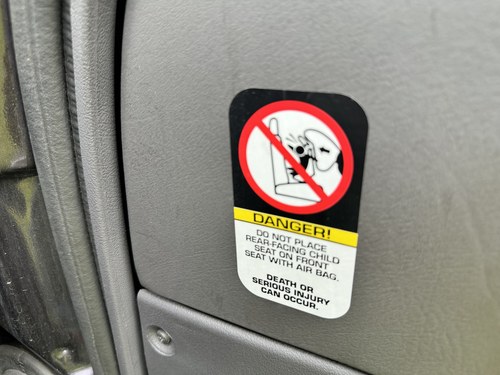 DANGER!
DO NOT PLACE
REAR-FACING CHILD
SEAT ON FRONT
SEAT WITH AIR BAG.
DEATH OR
SERIOUS INJURY
CAN OCCUR.